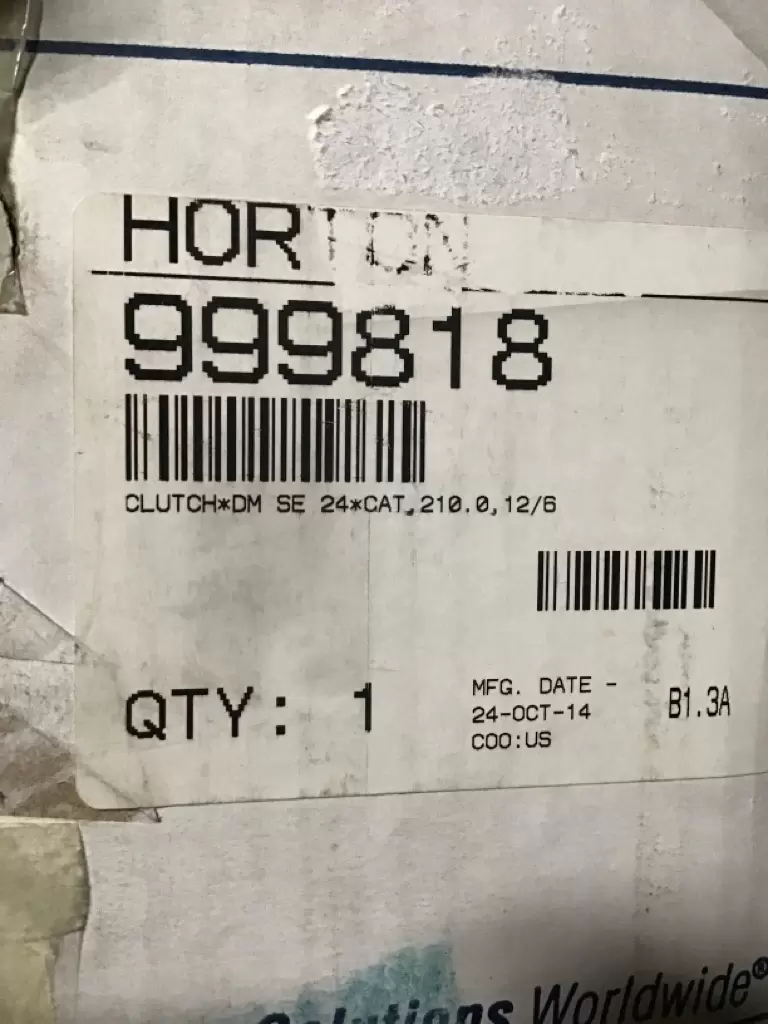 HORTON
999818
CLUTCH*DM SE 24*CAT,210.0,12/6
QTY: 1
MFG. DATE -
24-OCT-14
COO:US
B1.3A
Solutions Worldwide®